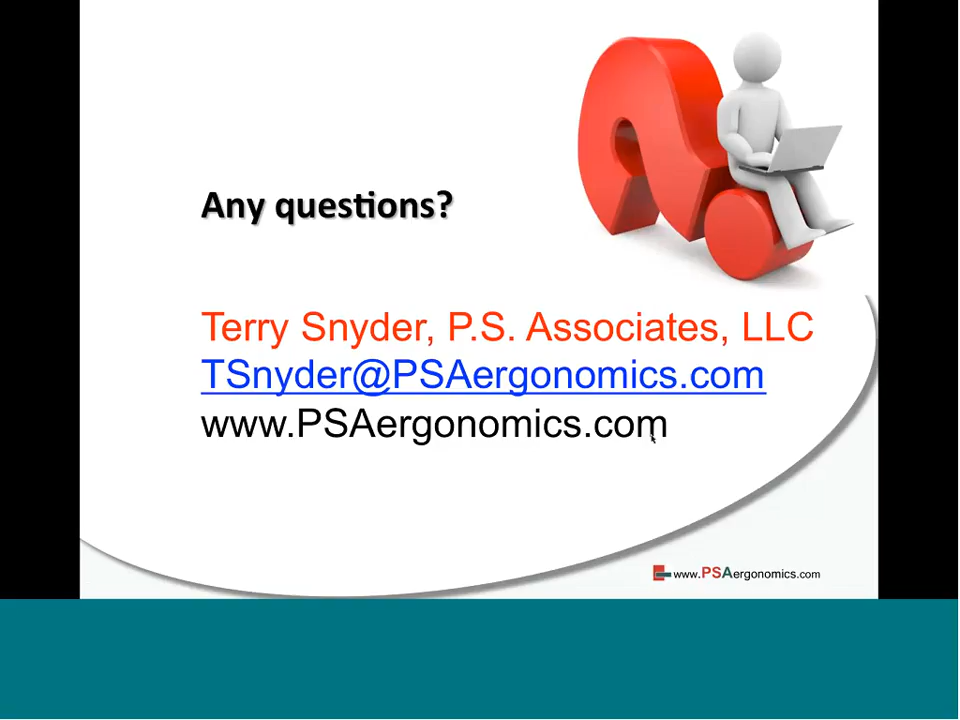 Any questions?
Terry Snyder, P.S. Associates, LLC
TSnyder@PSAergonomics.com
www.PSAergonomics.com
www.PSAergonomics.com